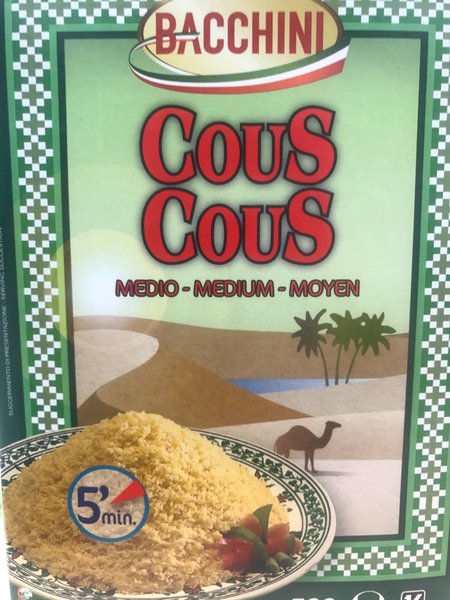 BACCHINI
COUS
COUS
MEDIO - MEDIUM - MOYEN
5'
min.
SUGGERIMENTO DI PRESENTAZIONE - SERVING SUGGESTION